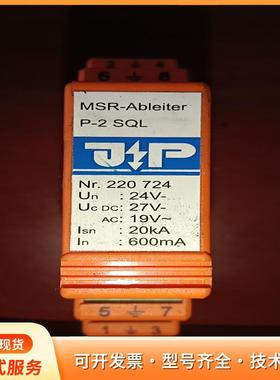 2 4
6 8
MSR-Ableiter
P-2 SQL
J P
Nr. 220 724
Un : 24V-
Uc DC: 27V-
AC: 19V~
Isn : 20kA
In : 600mA
5 7
1 3
现货
式服务
可开发票·型号齐全·技术